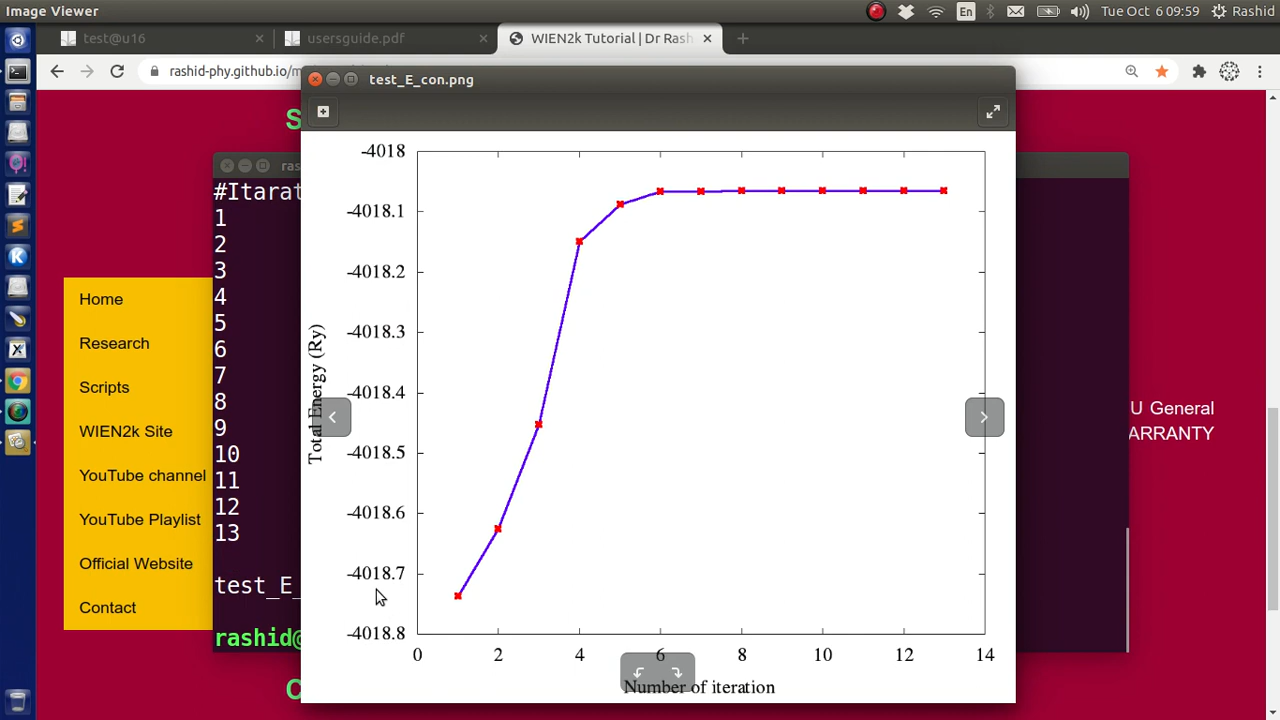 Image Viewer
En
Tue Oct 6 09:59
Rashid
test@u16
usersguide.pdf
WIEN2k Tutorial | Dr Rash
rashid-phy.github.io/m
test_E_con.png
S
ras
#Itarat
1
2
3
4
5
6
7
8
9
10
11
12
13
test_E_
rashid@
Home
Research
Scripts
WIEN2k Site
YouTube channel
YouTube Playlist
Official Website
Contact
-4018
-4018.1
-4018.2
-4018.3
-4018.4
-4018.5
-4018.6
-4018.7
-4018.8
Total Energy (Ry)
0 2 4 6 8 10 12 14
Number of iteration
U General
ARRANTY
C